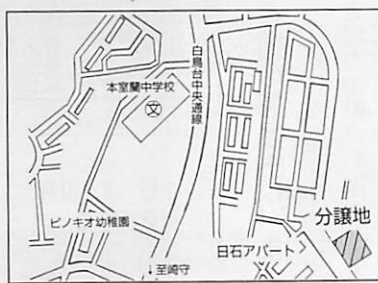 白鳥台中央通線
本室蘭中学校
文
ピノキオ幼稚園
分譲地
日石アパート
↓至崎守